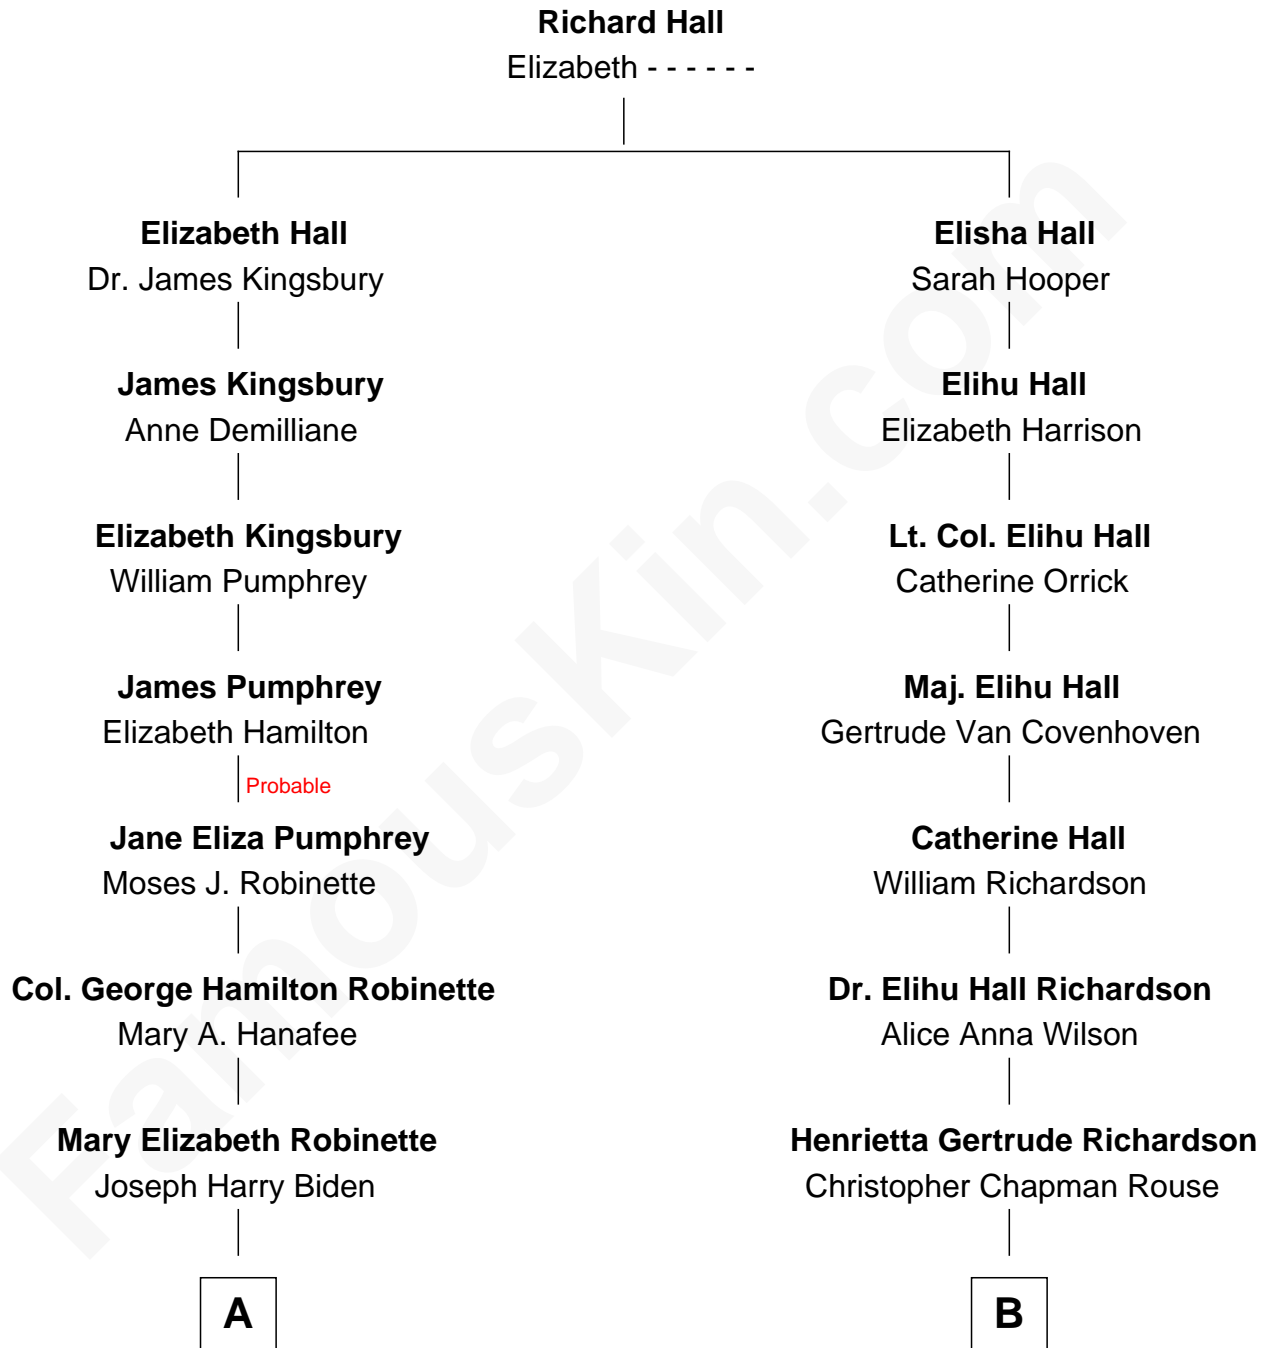 Richard Hall
Elizabeth - - - - - -
Elizabeth Hall
Dr. James Kingsbury
Elisha Hall
Sarah Hooper
James Kingsbury
Anne Demilliane
Elihu Hall
Elizabeth Harrison
Elizabeth Kingsbury
William Pumphrey
Lt. Col. Elihu Hall
Catherine Orrick
James Pumphrey
Elizabeth Hamilton
Maj. Elihu Hall
Gertrude Van Covenhoven
Probable
Jane Eliza Pumphrey
Moses J. Robinette
Catherine Hall
William Richardson
Col. George Hamilton Robinette
Mary A. Hanafee
Dr. Elihu Hall Richardson
Alice Anna Wilson
Mary Elizabeth Robinette
Joseph Harry Biden
Henrietta Gertrude Richardson
Christopher Chapman Rouse
A
B
FamousKin.com